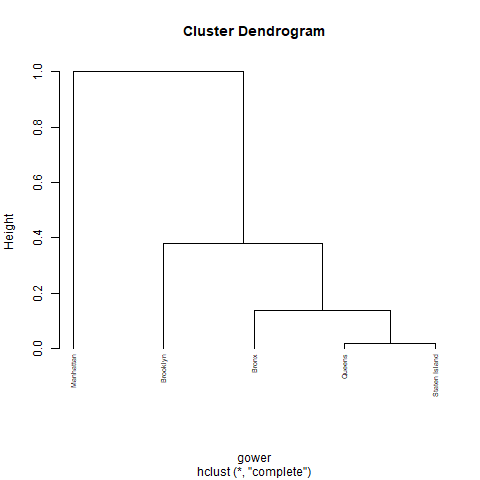 Cluster Dendrogram
Height
1.0
0.8
0.6
0.4
0.2
0.0
Manhattan
Brooklyn
Bronx
Queens
Staten Island
gower
hclust (*, "complete")